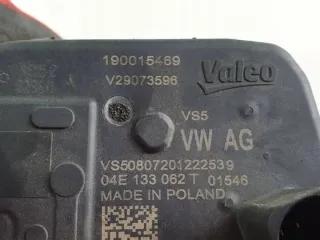 190015469
V29073596
Valeo
VS5
VW AG
VS50807201222539
04E 133 062 T 01546
MADE IN POLAND